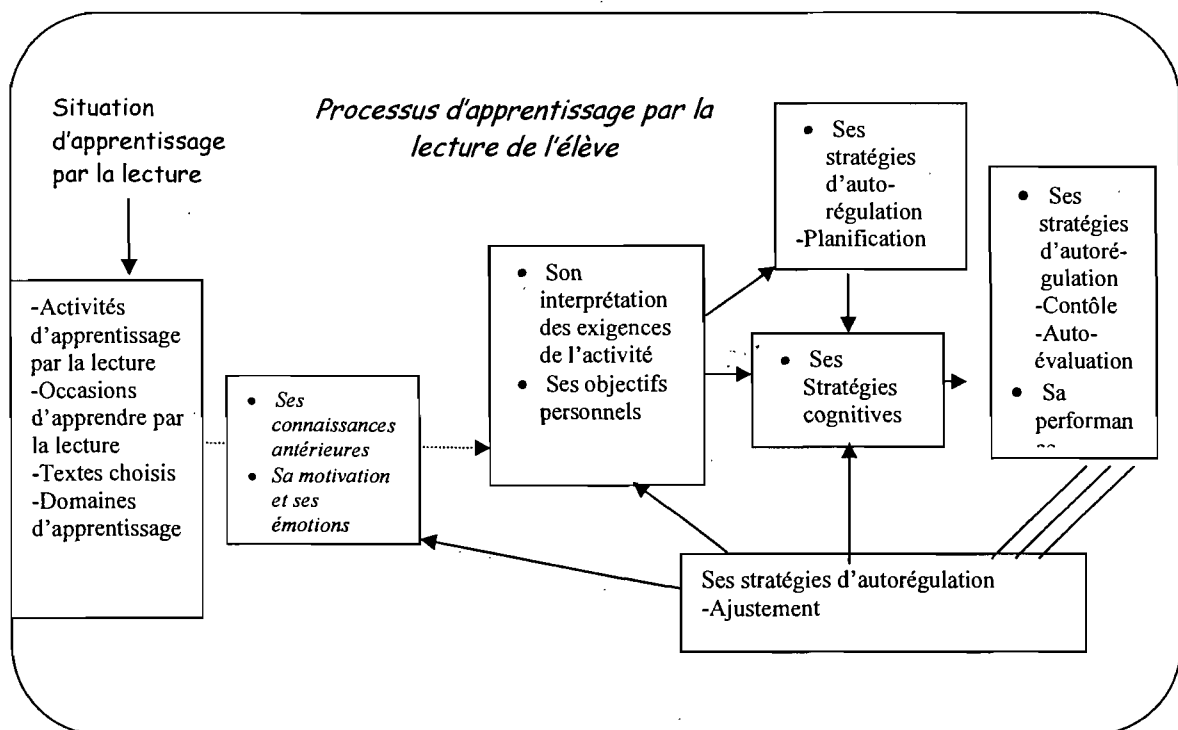 Situation
d'apprentissage
par la lecture
Processus d'apprentissage par la
lecture de l'élève
-Activités
d'apprentissage
par la lecture
-Occasions
d'apprendre par
la lecture
-Textes choisis
-Domaines
d'apprentissage
• Ses
connaissances
antérieures
• Sa motivation
et ses
émotions
• Son
interprétation
des exigences
de l'activité
• Ses objectifs
personnels
• Ses
stratégies
d'auto-
régulation
-Planification
• Ses
Stratégies
cognitives
• Ses
stratégies
d'autoré-
gulation
-Contôle
-Auto-
évaluation
• Sa
performan
Ses stratégies d'autorégulation
-Ajustement